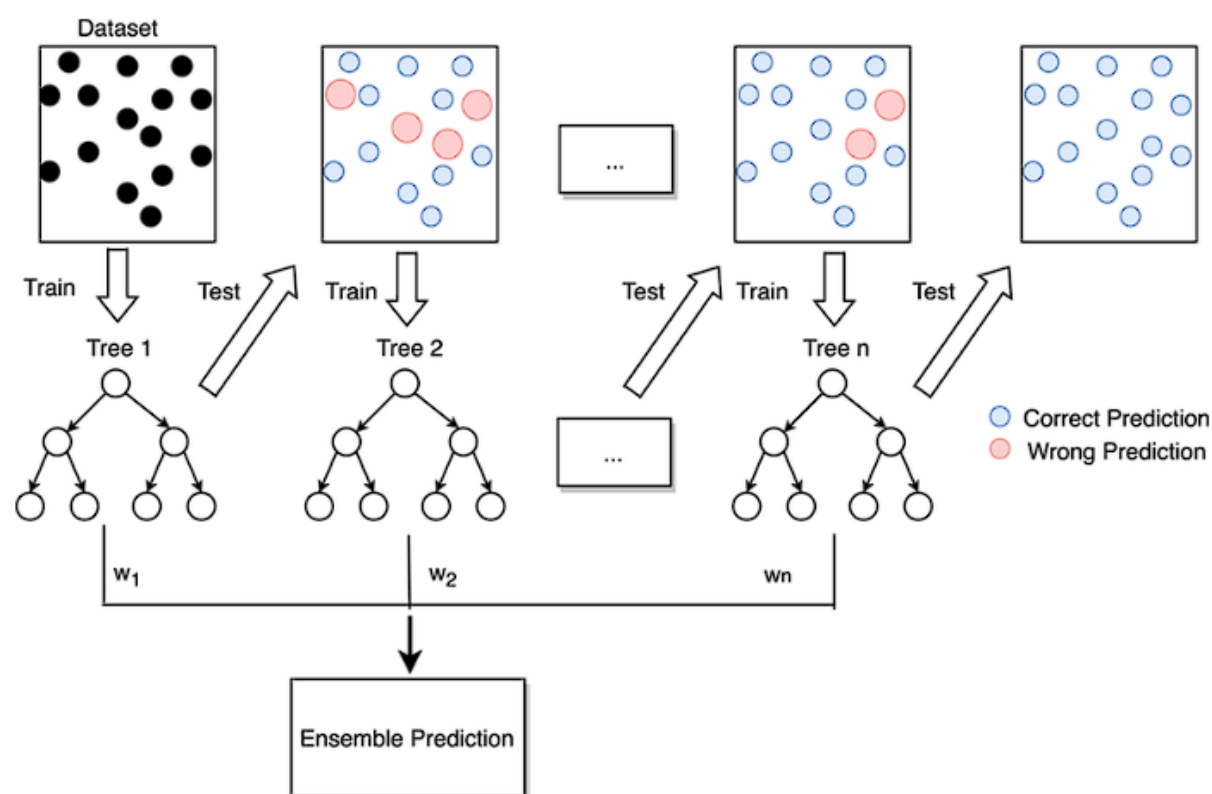 Dataset
...
Train
Test
Train
Test
Train
Test
Tree 1
Tree 2
Tree n
Correct Prediction
Wrong Prediction
...
w1
w2
wn
Ensemble Prediction